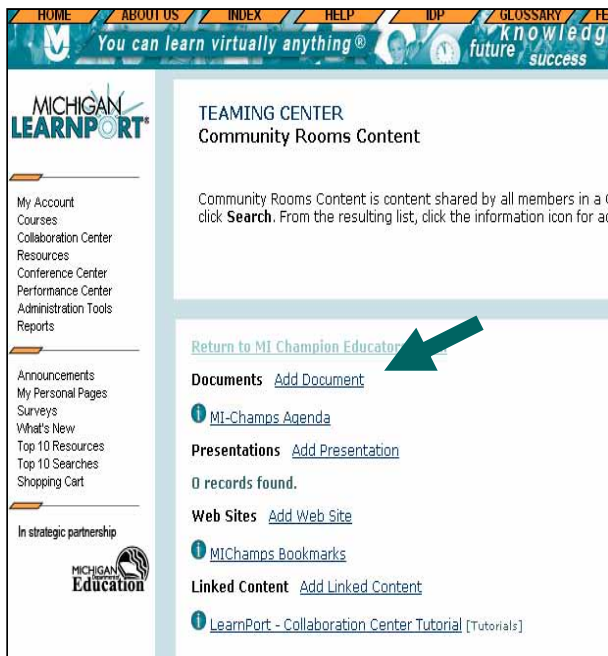 HOME ABOUT US INDEX HELP IDP GLOSSARY
You can learn virtually anything ® future knowledg
success
MICHIGAN
LEARNPORT®
TEAMING CENTER
Community Rooms Content
Community Rooms Content is content shared by all members in a
click Search. From the resulting list, click the information icon for
My Account
Courses
Collaboration Center
Resources
Conference Center
Performance Center
Administration Tools
Reports
Return to MI Champion Educator
Documents Add Document
i MI-Champs Agenda
Presentations Add Presentation
0 records found.
Web Sites Add Web Site
i MIChamps Bookmarks
Linked Content Add Linked Content
i LearnPort - Collaboration Center Tutorial [Tutorials]
Announcements
My Personal Pages
Surveys
What's New
Top 10 Resources
Top 10 Searches
Shopping Cart
In strategic partnership
MICHIGAN
Department of
Education